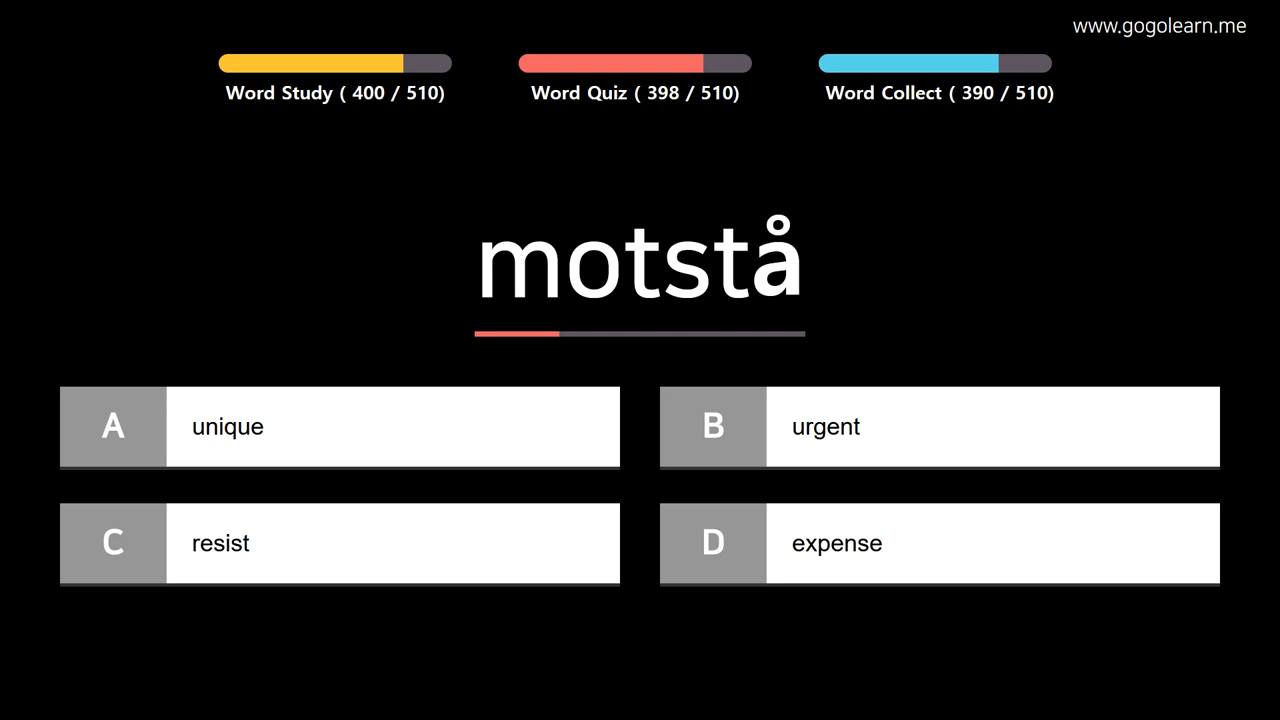 www.gogolearn.me
Word Study ( 400 / 510)
Word Quiz ( 398 / 510)
Word Collect ( 390 / 510)
motstå
A unique
B urgent
C resist
D expense